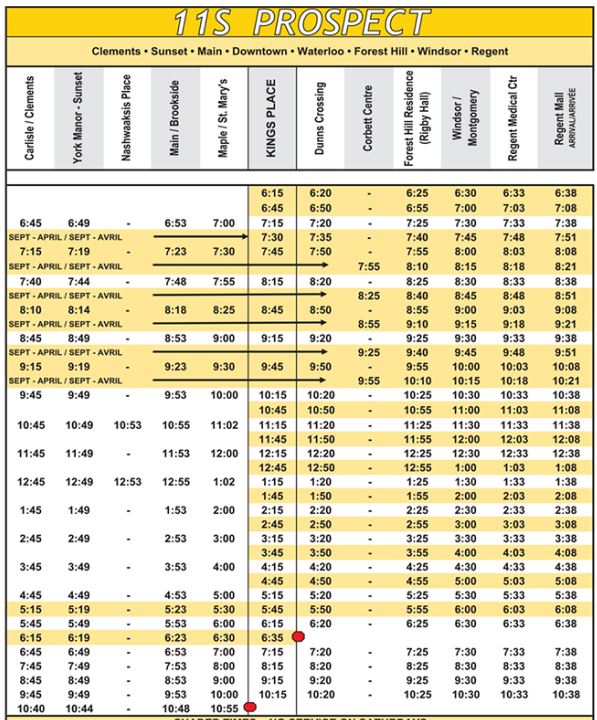 11S PROSPECT
Clements • Sunset • Main • Downtown • Waterloo • Forest Hill • Windsor • Regent
Carlisle / Clements
York Manor - Sunset
Nashwaaksis Place
Main / Brookside
Maple / St. Mary's
KINGS PLACE
Dunns Crossing
Corbett Centre
Forest Hill Residence
(Rigby Hall)
Windsor /
Montgomery
Regent Medical Ctr
Regent Mall
ARRIVAL/ARRIVÉE
6:15 6:20 - 6:25 6:30 6:33 6:38
6:45 6:50 - 6:55 7:00 7:03 7:08
6:45 6:49 - 6:53 7:00 7:15 7:20 - 7:25 7:30 7:33 7:38
SEPT - APRIL / SEPT - AVRIL 7:30 7:35 - 7:40 7:45 7:48 7:51
7:15 7:19 - 7:23 7:30 7:45 7:50 - 7:55 8:00 8:03 8:08
SEPT - APRIL / SEPT - AVRIL 7:55 8:10 8:15 8:18 8:21
7:40 7:44 - 7:48 7:55 8:15 8:20 - 8:25 8:30 8:33 8:38
SEPT - APRIL / SEPT - AVRIL 8:25 8:40 8:45 8:48 8:51
8:10 8:14 - 8:18 8:25 8:45 8:50 - 8:55 9:00 9:03 9:08
SEPT - APRIL / SEPT - AVRIL 8:55 9:10 9:15 9:18 9:21
8:45 8:49 - 8:53 9:00 9:15 9:20 - 9:25 9:30 9:33 9:38
SEPT - APRIL / SEPT - AVRIL 9:25 9:40 9:45 9:48 9:51
9:15 9:19 - 9:23 9:30 9:45 9:50 - 9:55 10:00 10:03 10:08
SEPT - APRIL / SEPT - AVRIL 9:55 10:10 10:15 10:18 10:21
9:45 9:49 - 9:53 10:00 10:15 10:20 - 10:25 10:30 10:33 10:38
10:45 10:50 - 10:55 11:00 11:03 11:08
10:45 10:49 10:53 10:55 11:02 11:15 11:20 - 11:25 11:30 11:33 11:38
11:45 11:50 - 11:55 12:00 12:03 12:08
11:45 11:49 - 11:53 12:00 12:15 12:20 - 12:25 12:30 12:33 12:38
12:45 12:50 - 12:55 1:00 1:03 1:08
12:45 12:49 12:53 12:55 1:02 1:15 1:20 - 1:25 1:30 1:33 1:38
1:45 1:50 - 1:55 2:00 2:03 2:08
1:45 1:49 - 1:53 2:00 2:15 2:20 - 2:25 2:30 2:33 2:38
2:45 2:50 - 2:55 3:00 3:03 3:08
2:45 2:49 - 2:53 3:00 3:15 3:20 - 3:25 3:30 3:33 3:38
3:45 3:50 - 3:55 4:00 4:03 4:08
3:45 3:49 - 3:53 4:00 4:15 4:20 - 4:25 4:30 4:33 4:38
4:45 4:50 - 4:55 5:00 5:03 5:08
4:45 4:49 - 4:53 5:00 5:15 5:20 - 5:25 5:30 5:33 5:38
5:15 5:19 - 5:23 5:30 5:45 5:50 - 5:55 6:00 6:03 6:08
5:45 5:49 - 5:53 6:00 6:15 6:20 - 6:25 6:30 6:33 6:38
6:15 6:19 - 6:23 6:30 6:35
6:45 6:49 - 6:53 7:00 7:15 7:20 - 7:25 7:30 7:33 7:38
7:45 7:49 - 7:53 8:00 8:15 8:20 - 8:25 8:30 8:33 8:38
8:45 8:49 - 8:53 9:00 9:15 9:20 - 9:25 9:30 9:33 9:38
9:45 9:49 - 9:53 10:00 10:15 10:20 - 10:25 10:30 10:33 10:38
10:40 10:44 - 10:48 10:55